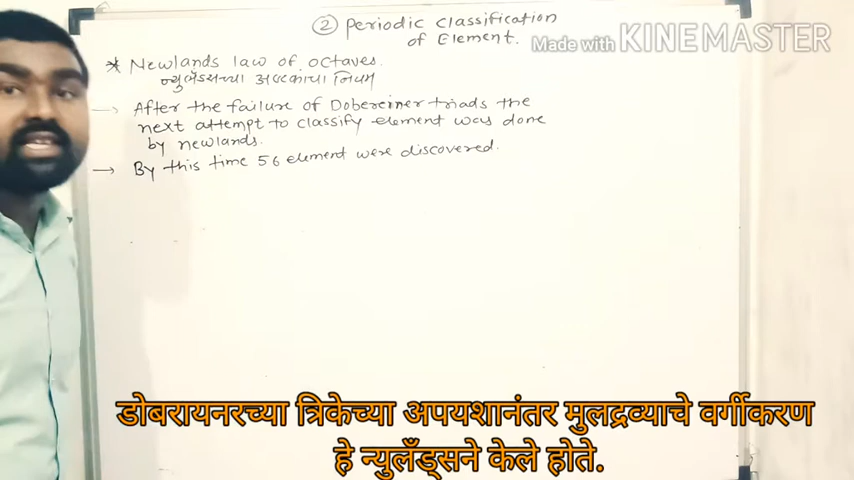 ② Periodic classification
of Element.
Made with KINEMASTER
* Newlands law of octaves.
न्युलँडसच्या अष्टकांचा नियम
→ After the failure of Dobereiner triads the
next attempt to classify element was done
by newlands.
→ By this time 56 element were discovered.
डोबरायनरच्या त्रिकेच्या अपयशानंतर मुलद्रव्याचे वर्गीकरण
हे न्युलँड्सने केले होते.